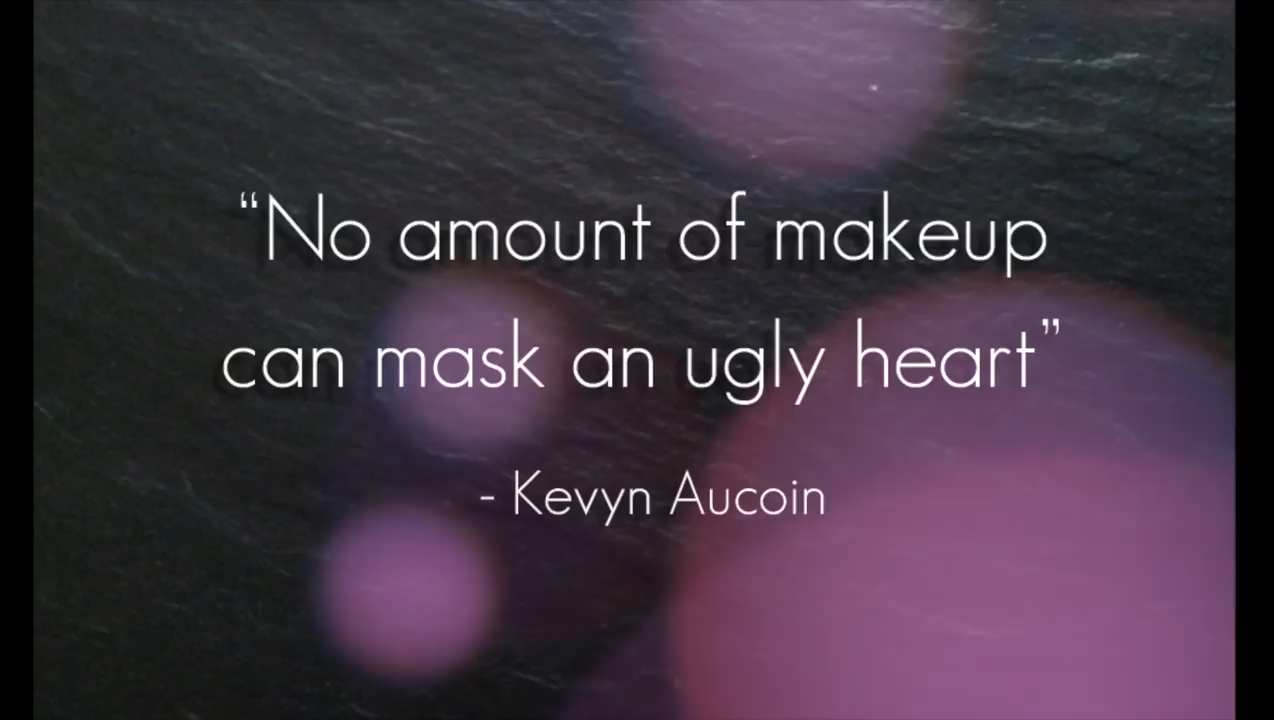 “No amount of makeup
can mask an ugly heart”
- Kevyn Aucoin